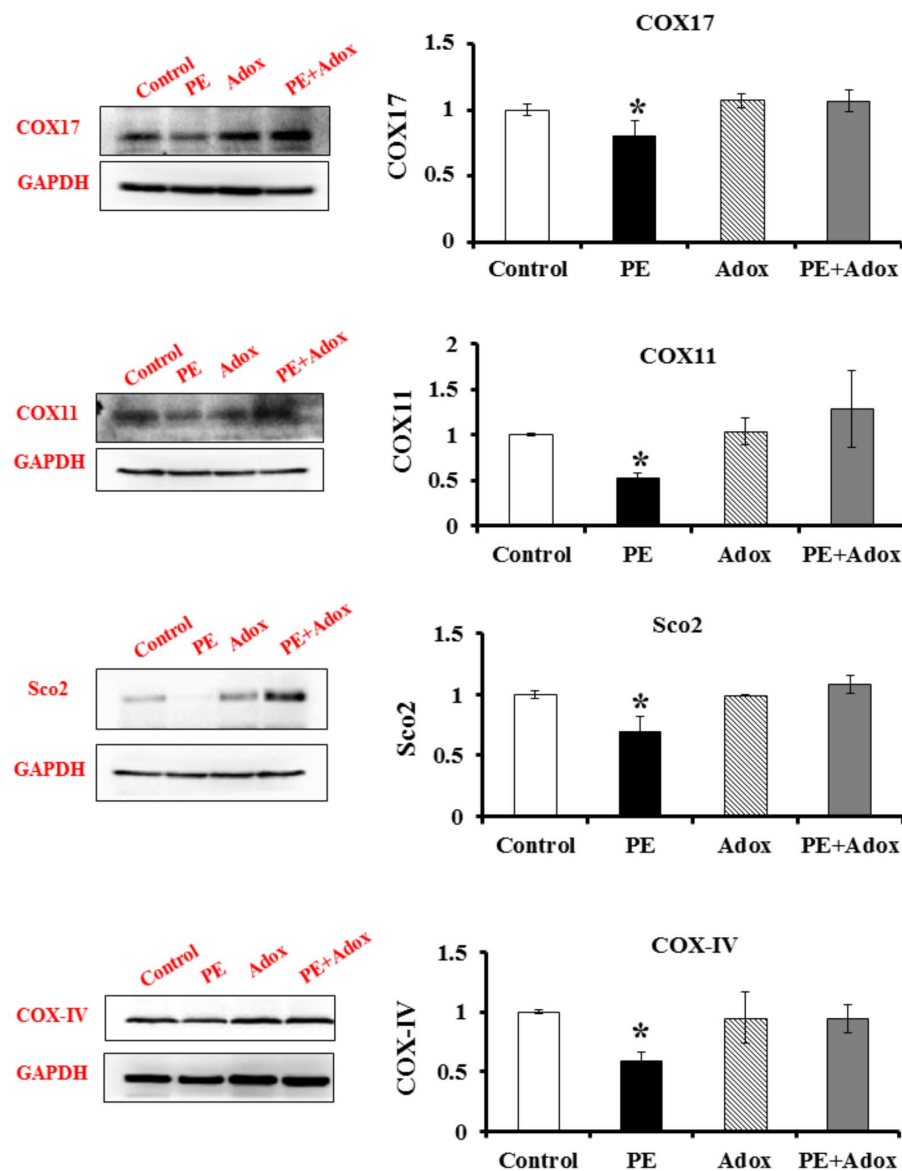 COX17
Control PE Adox PE+Adox
COX17
GAPDH
COX17
1.5
1
0.5
0
Control PE Adox PE+Adox
COX11
Control PE Adox PE+Adox
COX11
GAPDH
COX11
2
1.5
1
0.5
0
Control PE Adox PE+Adox
Sco2
Control PE Adox PE+Adox
Sco2
GAPDH
Sco2
1.5
1
0.5
0
Control PE Adox PE+Adox
COX-IV
Control PE Adox PE+Adox
COX-IV
GAPDH
COX-IV
1.5
1
0.5
0
Control PE Adox PE+Adox
*
*
*
*